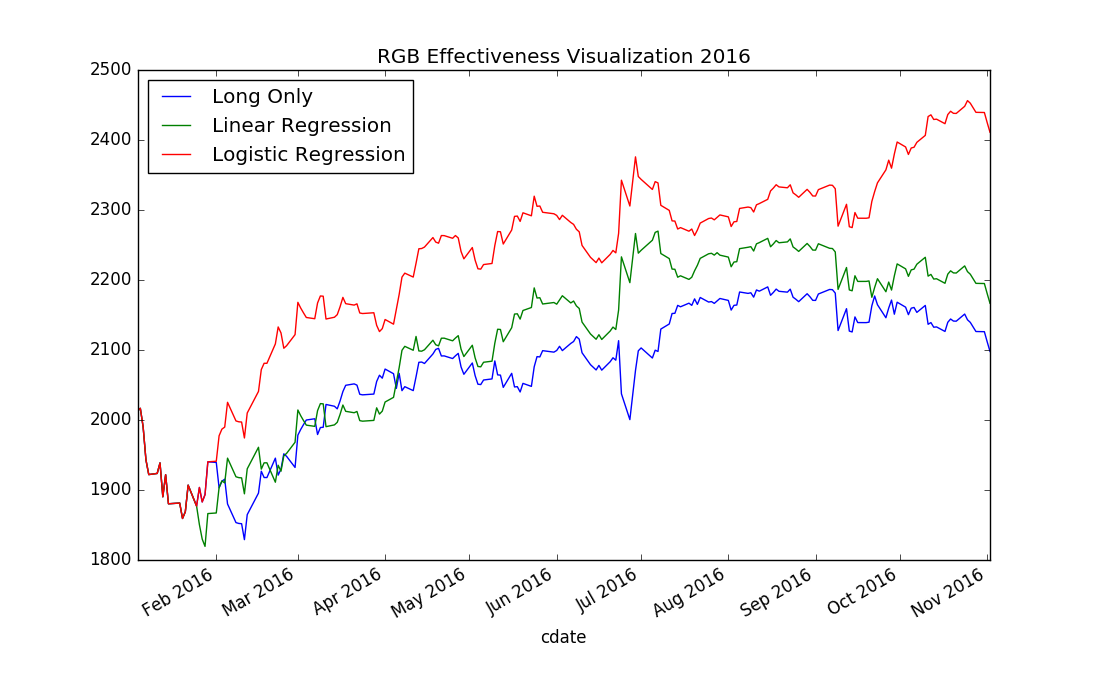 RGB Effectiveness Visualization 2016
2500
2400
2300
2200
2100
2000
1900
1800
Long Only
Linear Regression
Logistic Regression
Feb 2016
Mar 2016
Apr 2016
May 2016
Jun 2016
Jul 2016
Aug 2016
Sep 2016
Oct 2016
Nov 2016
cdate